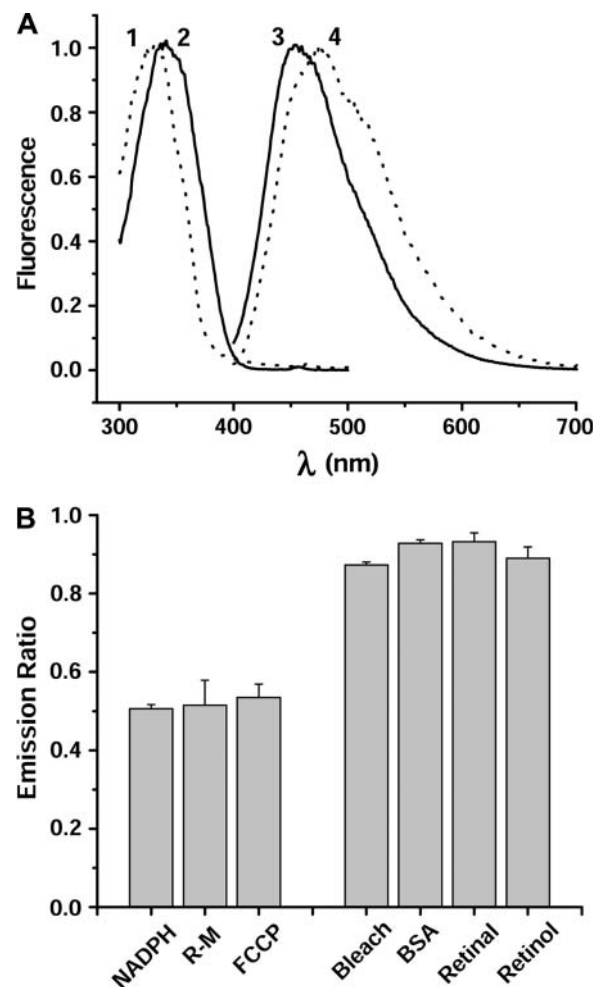 A
1 2 3 4
1.0
0.8
0.6
0.4
0.2
0.0
Fluorescence
300 400 500 600 700
λ (nm)
B
1.0
0.8
0.6
0.4
0.2
0.0
Emission Ratio
NADPH R-M FCCP Bleach BSA Retinal Retinol